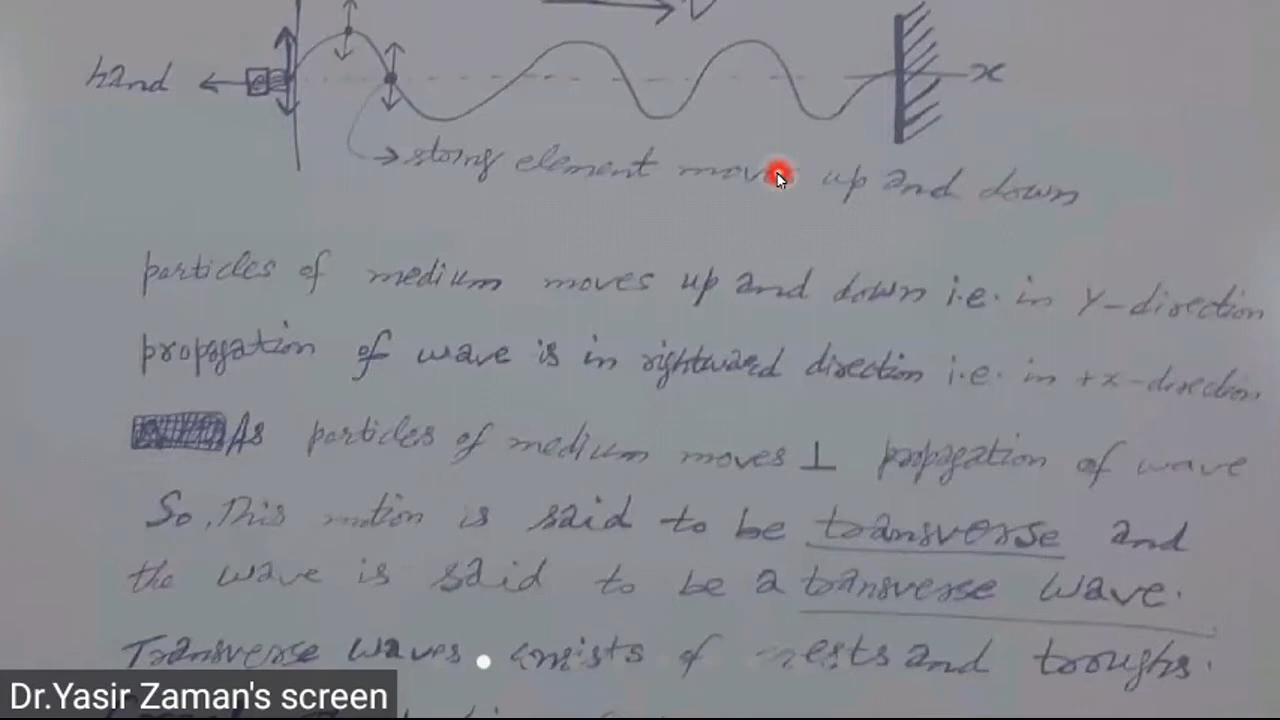 V
hand
x
string element moves up and down
particles of medium moves up and down i.e. in Y-direction
propagation of wave is in rightward direction i.e. in +x-direction
As particles of medium moves ⊥ propagation of wave
So, This motion is said to be transverse and
the wave is said to be a transverse wave.
Transverse waves consists of crests and troughs.
Dr.Yasir Zaman's screen